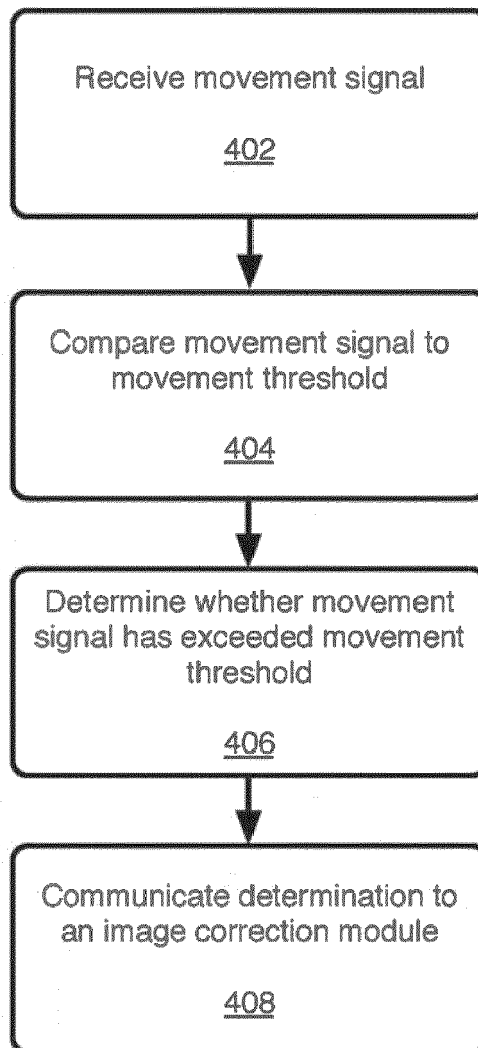 Receive movement signal
402
Compare movement signal to
movement threshold
404
Determine whether movement
signal has exceeded movement
threshold
406
Communicate determination to
an image correction module
408